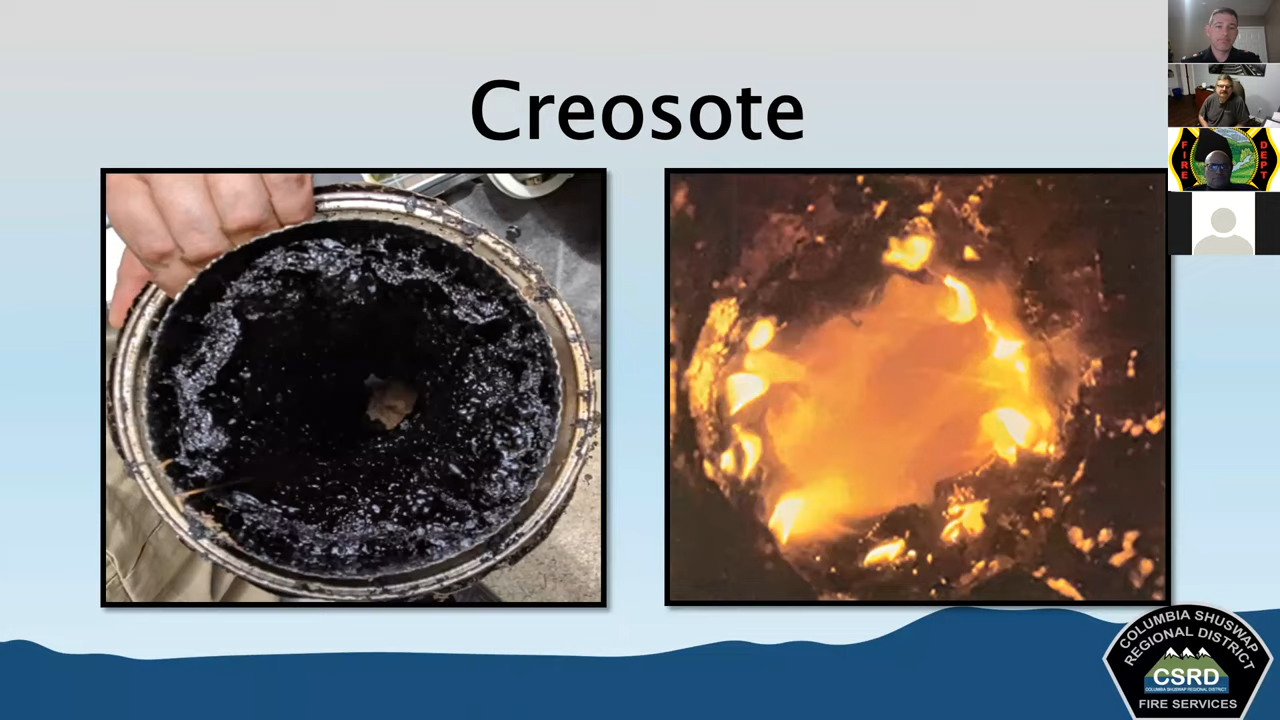 Creosote
FIRE
DEPT
COLUMBIA SHUSWAP
REGIONAL DISTRICT
CSRD
COLUMBIA SHUSWAP REGIONAL DISTRICT
FIRE SERVICES